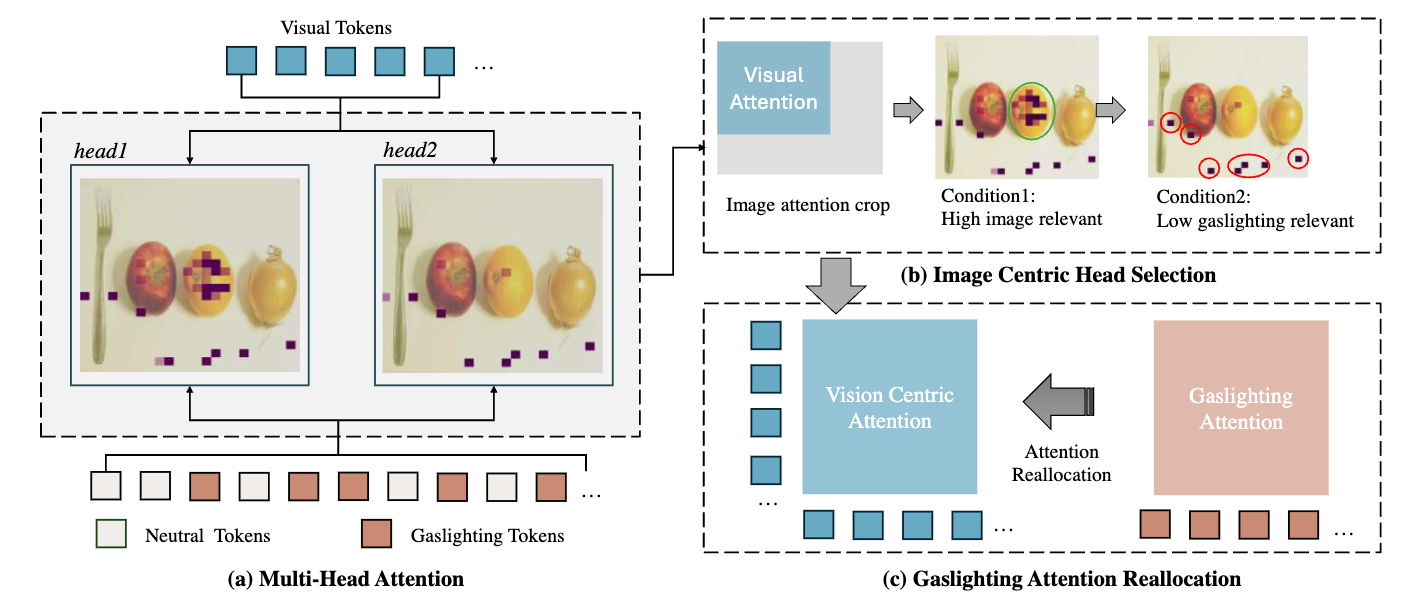 Visual Tokens
...
head1
head2
...
Neutral Tokens
Gaslighting Tokens
(a) Multi-Head Attention
Visual
Attention
Image attention crop
Condition1:
High image relevant
Condition2:
Low gaslighting relevant
(b) Image Centric Head Selection
Vision Centric
Attention
Gaslighting
Attention
Attention
Reallocation
...
...
...
(c) Gaslighting Attention Reallocation